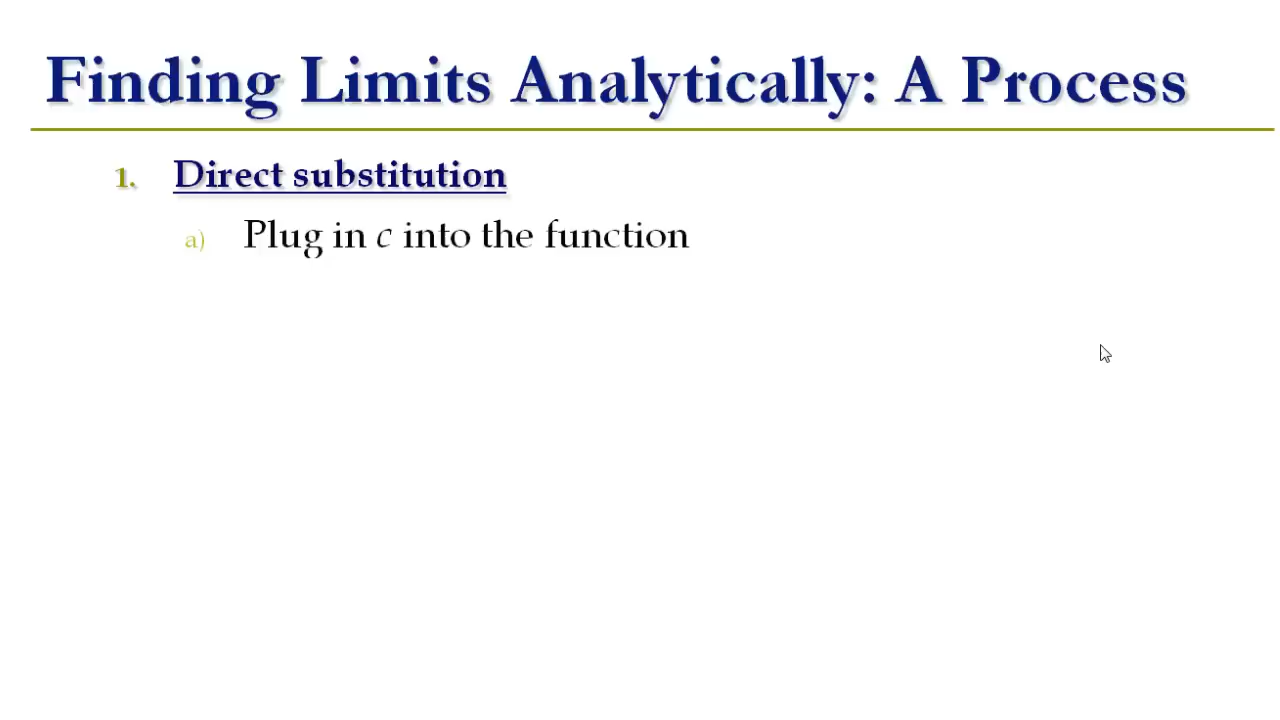 Finding Limits Analytically: A Process
1. Direct substitution
a) Plug in c into the function